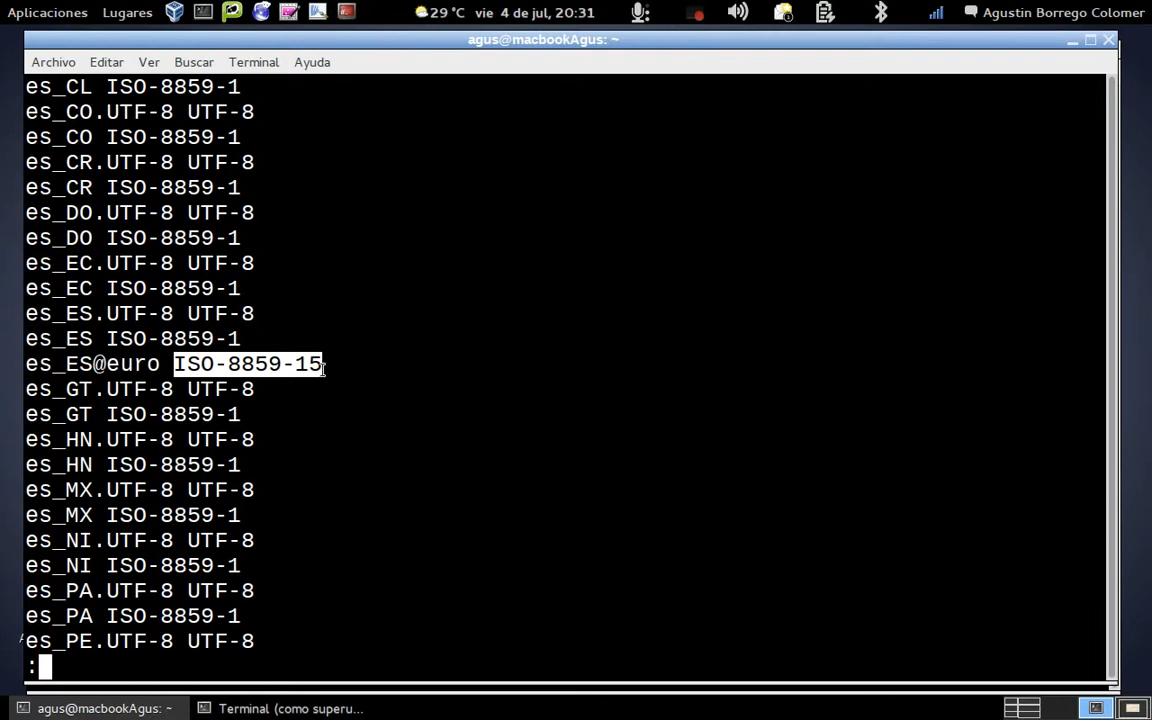 Aplicaciones Lugares 29 °C vie 4 de jul, 20:31 Agustin Borrego Colomer
agus@macbookAgus: ~
Archivo Editar Ver Buscar Terminal Ayuda
es_CL ISO-8859-1
es_CO.UTF-8 UTF-8
es_CO ISO-8859-1
es_CR.UTF-8 UTF-8
es_CR ISO-8859-1
es_DO.UTF-8 UTF-8
es_DO ISO-8859-1
es_EC.UTF-8 UTF-8
es_EC ISO-8859-1
es_ES.UTF-8 UTF-8
es_ES ISO-8859-1
es_ES@euro ISO-8859-15
es_GT.UTF-8 UTF-8
es_GT ISO-8859-1
es_HN.UTF-8 UTF-8
es_HN ISO-8859-1
es_MX.UTF-8 UTF-8
es_MX ISO-8859-1
es_NI.UTF-8 UTF-8
es_NI ISO-8859-1
es_PA.UTF-8 UTF-8
es_PA ISO-8859-1
es_PE.UTF-8 UTF-8
:
agus@macbookAgus: ~ Terminal (como superu...